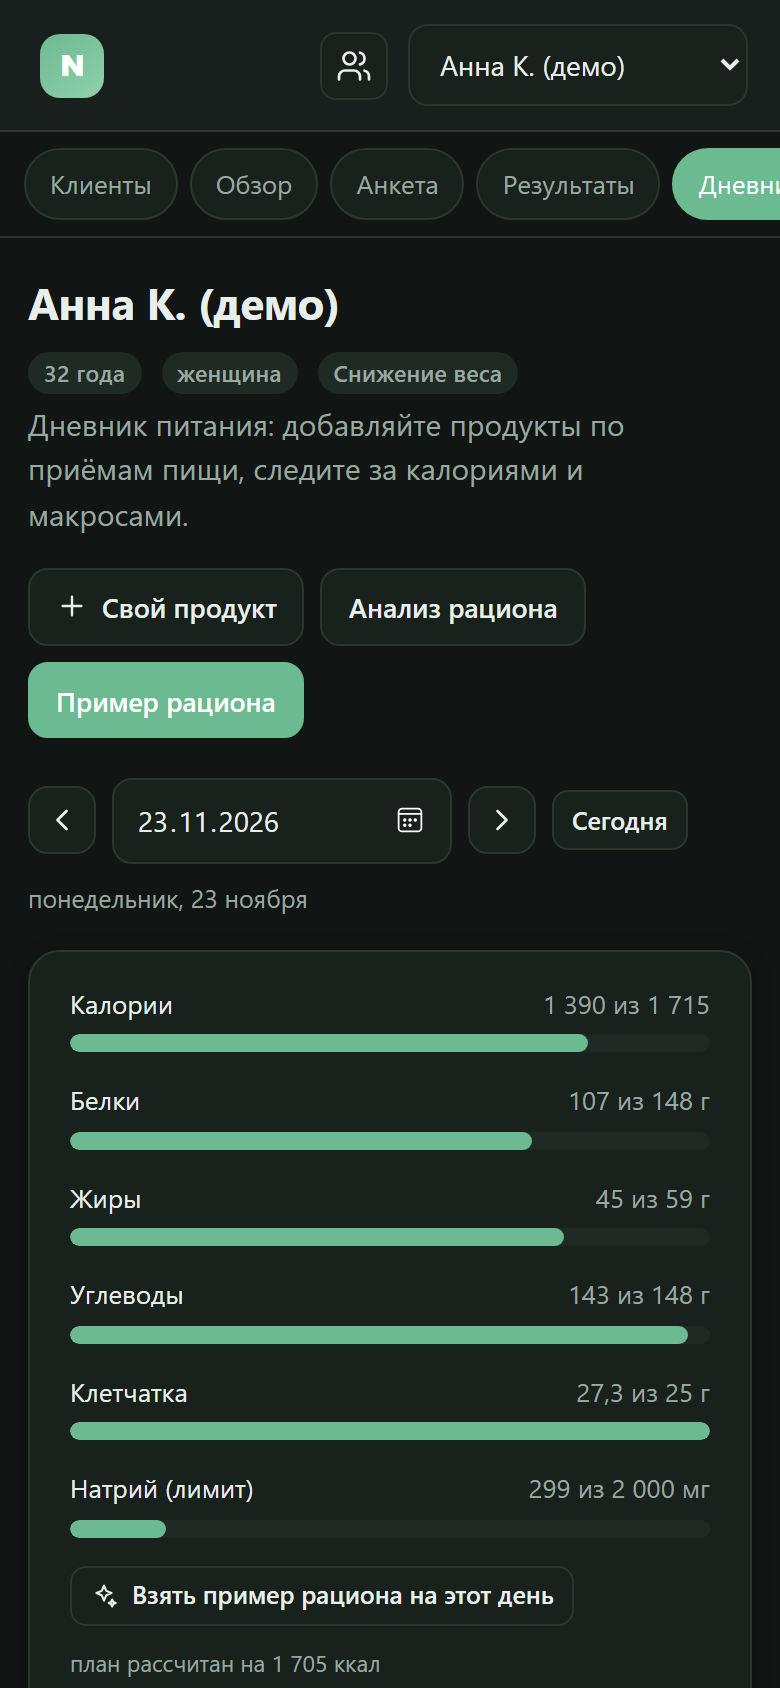 N
Анна К. (демо)
Клиенты
Обзор
Анкета
Результаты
Дневни
Анна К. (демо)
32 года
женщина
Снижение веса
Дневник питания: добавляйте продукты по
приёмам пищи, следите за калориями и
макросами.
Свой продукт
Анализ рациона
Пример рациона
23.11.2026
Сегодня
понедельник, 23 ноября
Калории 1 390 из 1 715
Белки 107 из 148 г
Жиры 45 из 59 г
Углеводы 143 из 148 г
Клетчатка 27,3 из 25 г
Натрий (лимит) 299 из 2 000 мг
Взять пример рациона на этот день
план рассчитан на 1 705 ккал